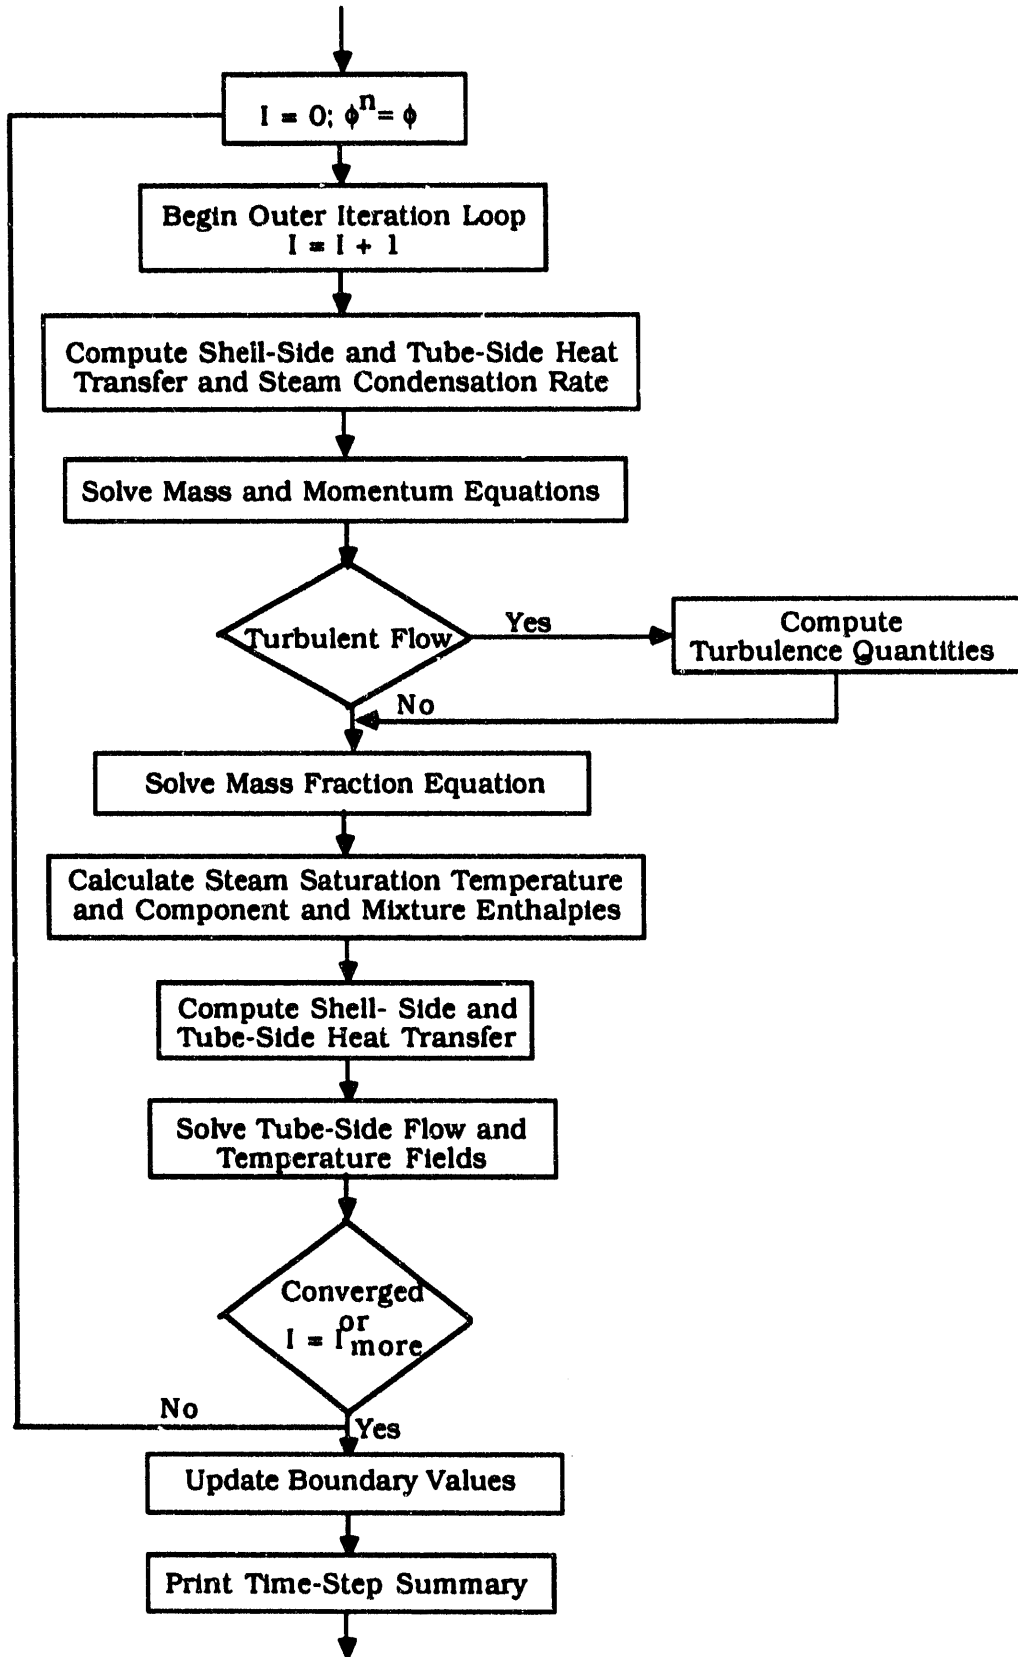 I = 0; ϕⁿ = ϕ
Begin Outer Iteration Loop
I = I + 1
Compute Shell-Side and Tube-Side Heat
Transfer and Steam Condensation Rate
Solve Mass and Momentum Equations
Turbulent Flow
Yes
Compute
Turbulence Quantities
No
Solve Mass Fraction Equation
Calculate Steam Saturation Temperature
and Component and Mixture Enthalpies
Compute Shell- Side and
Tube-Side Heat Transfer
Solve Tube-Side Flow and
Temperature Fields
Converged
or
I = I more
No
Yes
Update Boundary Values
Print Time-Step Summary